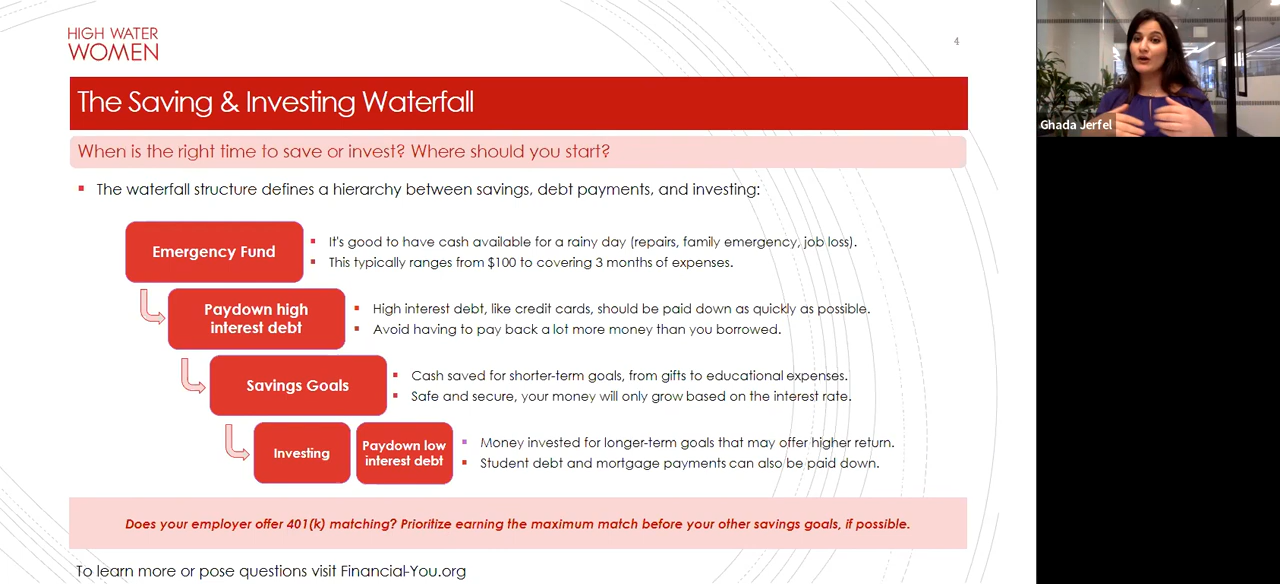 HIGH WATER
WOMEN
4
The Saving & Investing Waterfall
When is the right time to save or invest? Where should you start?
The waterfall structure defines a hierarchy between savings, debt payments, and investing:
Emergency Fund
It's good to have cash available for a rainy day (repairs, family emergency, job loss).
This typically ranges from $100 to covering 3 months of expenses.
Paydown high
interest debt
High interest debt, like credit cards, should be paid down as quickly as possible.
Avoid having to pay back a lot more money than you borrowed.
Savings Goals
Cash saved for shorter-term goals, from gifts to educational expenses.
Safe and secure, your money will only grow based on the interest rate.
Investing
Paydown low
interest debt
Money invested for longer-term goals that may offer higher return.
Student debt and mortgage payments can also be paid down.
Does your employer offer 401(k) matching? Prioritize earning the maximum match before your other savings goals, if possible.
To learn more or pose questions visit Financial-You.org
Ghada Jerfel